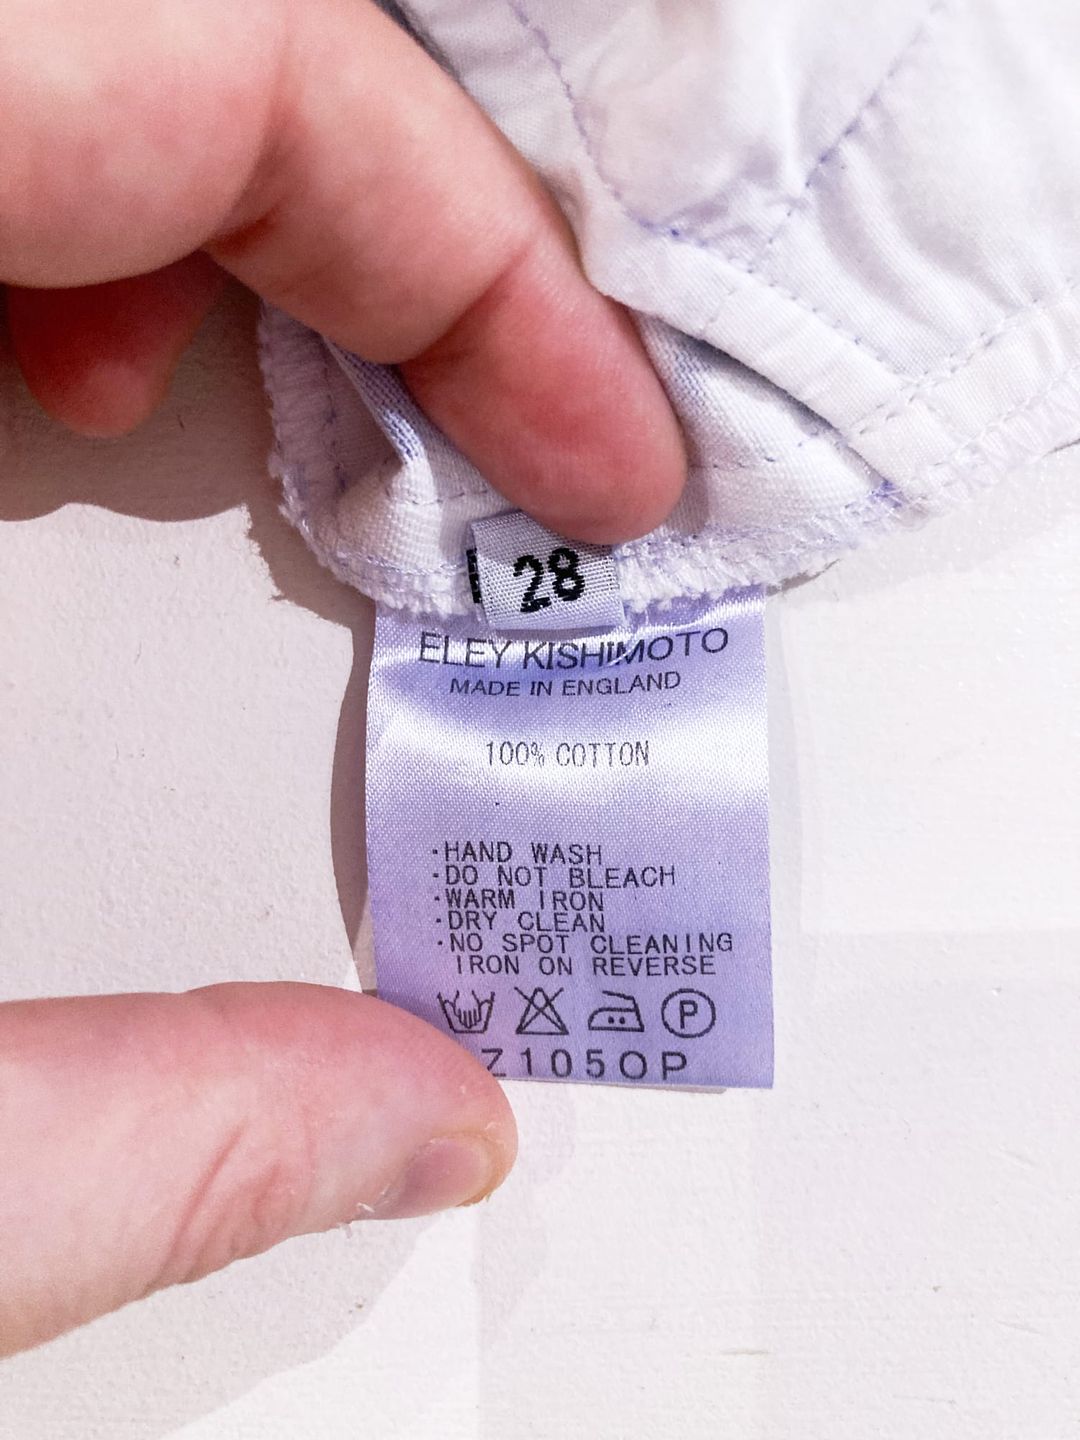 28
ELEY KISHIMOTO
MADE IN ENGLAND
100% COTTON
·HAND WASH
·DO NOT BLEACH
·WARM IRON
·DRY CLEAN
·NO SPOT CLEANING
IRON ON REVERSE
P
Z105OP